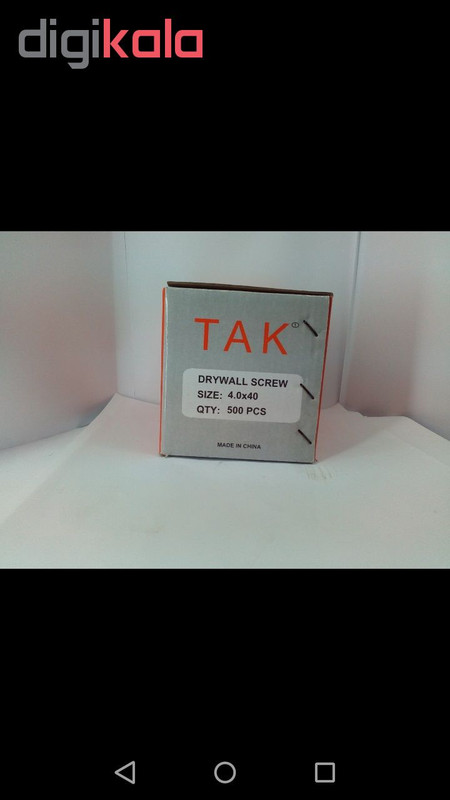 digikala
TAK
DRYWALL SCREW
SIZE: 4.0x40
QTY: 500 PCS
MADE IN CHINA